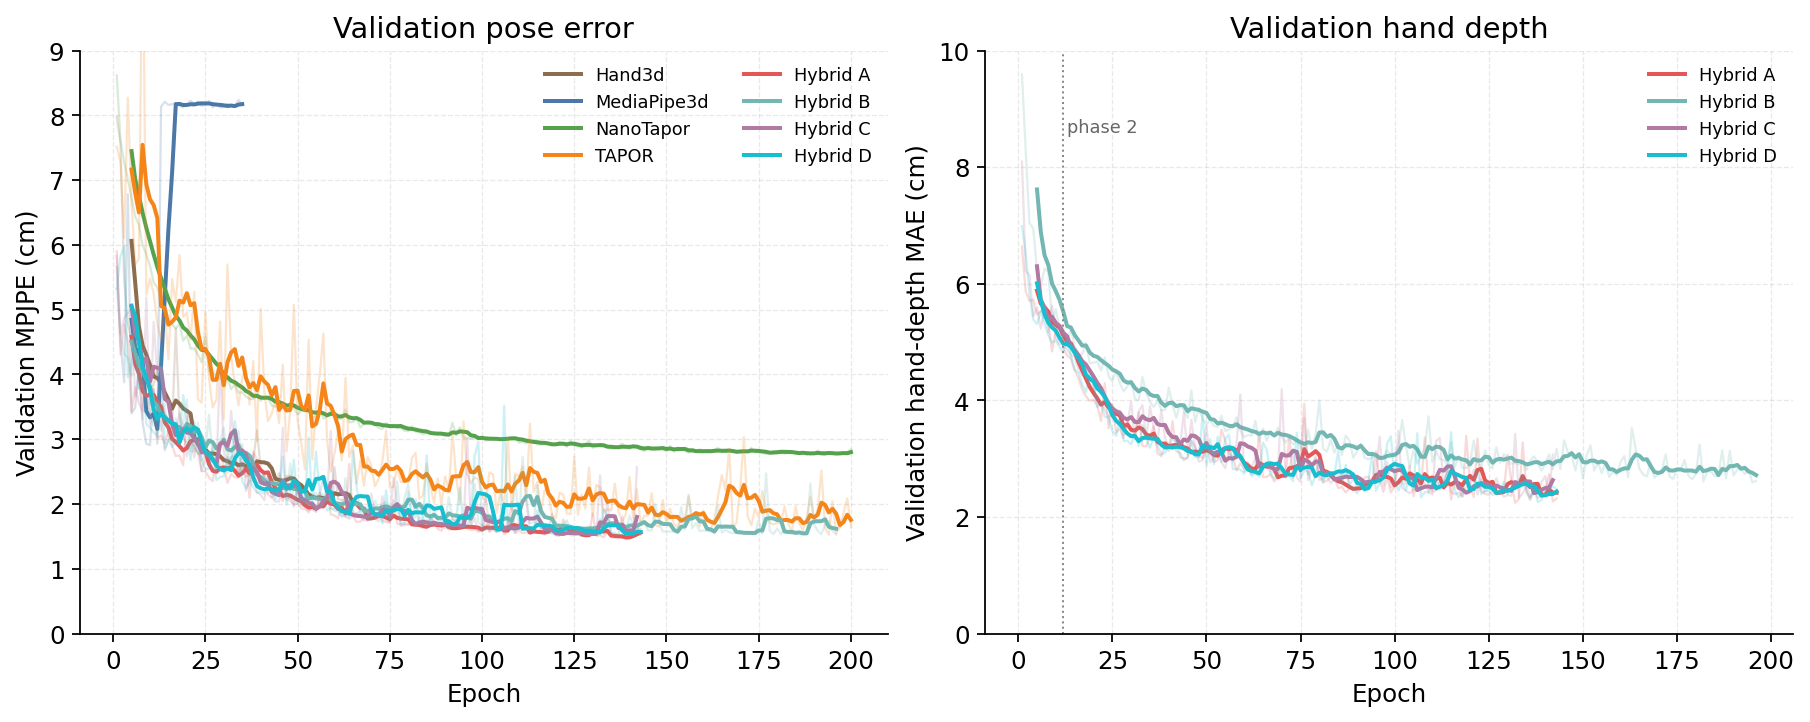 Validation pose error
Validation MPJPE (cm)
9
8
7
6
5
4
3
2
1
0
Hand3d
MediaPipe3d
NanoTapor
TAPOR
Hybrid A
Hybrid B
Hybrid C
Hybrid D
0 25 50 75 100 125 150 175 200
Epoch
Validation hand depth
Validation hand-depth MAE (cm)
10
8
6
4
2
0
phase 2
Hybrid A
Hybrid B
Hybrid C
Hybrid D
0 25 50 75 100 125 150 175 200
Epoch